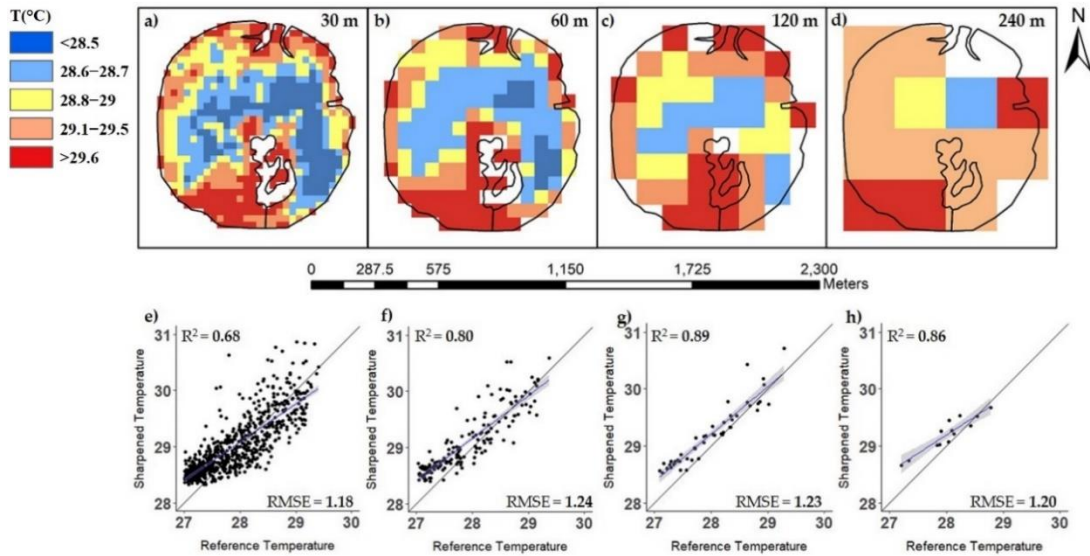 T(°C)
<28.5
28.6–28.7
28.8–29
29.1–29.5
>29.6
a) 30 m
b) 60 m
c) 120 m
d) 240 m
N
0 287.5 575 1,150 1,725 2,300
Meters
e)
R² = 0.68
RMSE = 1.18
Sharpened Temperature
31
30
29
28
27 28 29 30
Reference Temperature
f)
R² = 0.80
RMSE = 1.24
Sharpened Temperature
31
30
29
28
27 28 29 30
Reference Temperature
g)
R² = 0.89
RMSE = 1.23
Sharpened Temperature
31
30
29
28
27 28 29 30
Reference Temperature
h)
R² = 0.86
RMSE = 1.20
Sharpened Temperature
31
30
29
28
27 28 29 30
Reference Temperature